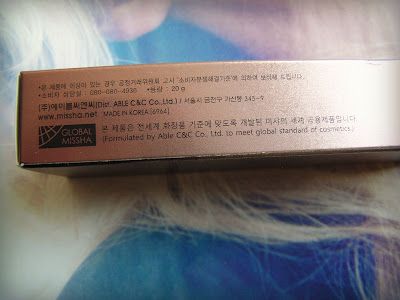 •본 제품에 이상이 있는 경우 공정거래위원회 고시 '소비자분쟁해결기준'에 의하여 보상해 드립니다.
•소비자 상담실 : 080-080-4936 •용량 : 20 g
(주)에이블씨엔씨(Dist. ABLE C&C Co.,Ltd.) / 서울시 금천구 가산동 345-9
www.missha.net MADE IN KOREA [6964]
GLOBAL
MISSHA
본 제품은 전세계 화장품 기준에 맞도록 개발된 미샤의 세계 공용제품입니다.
(Formulated by Able C&C Co., Ltd. to meet global standard of cosmetics.)